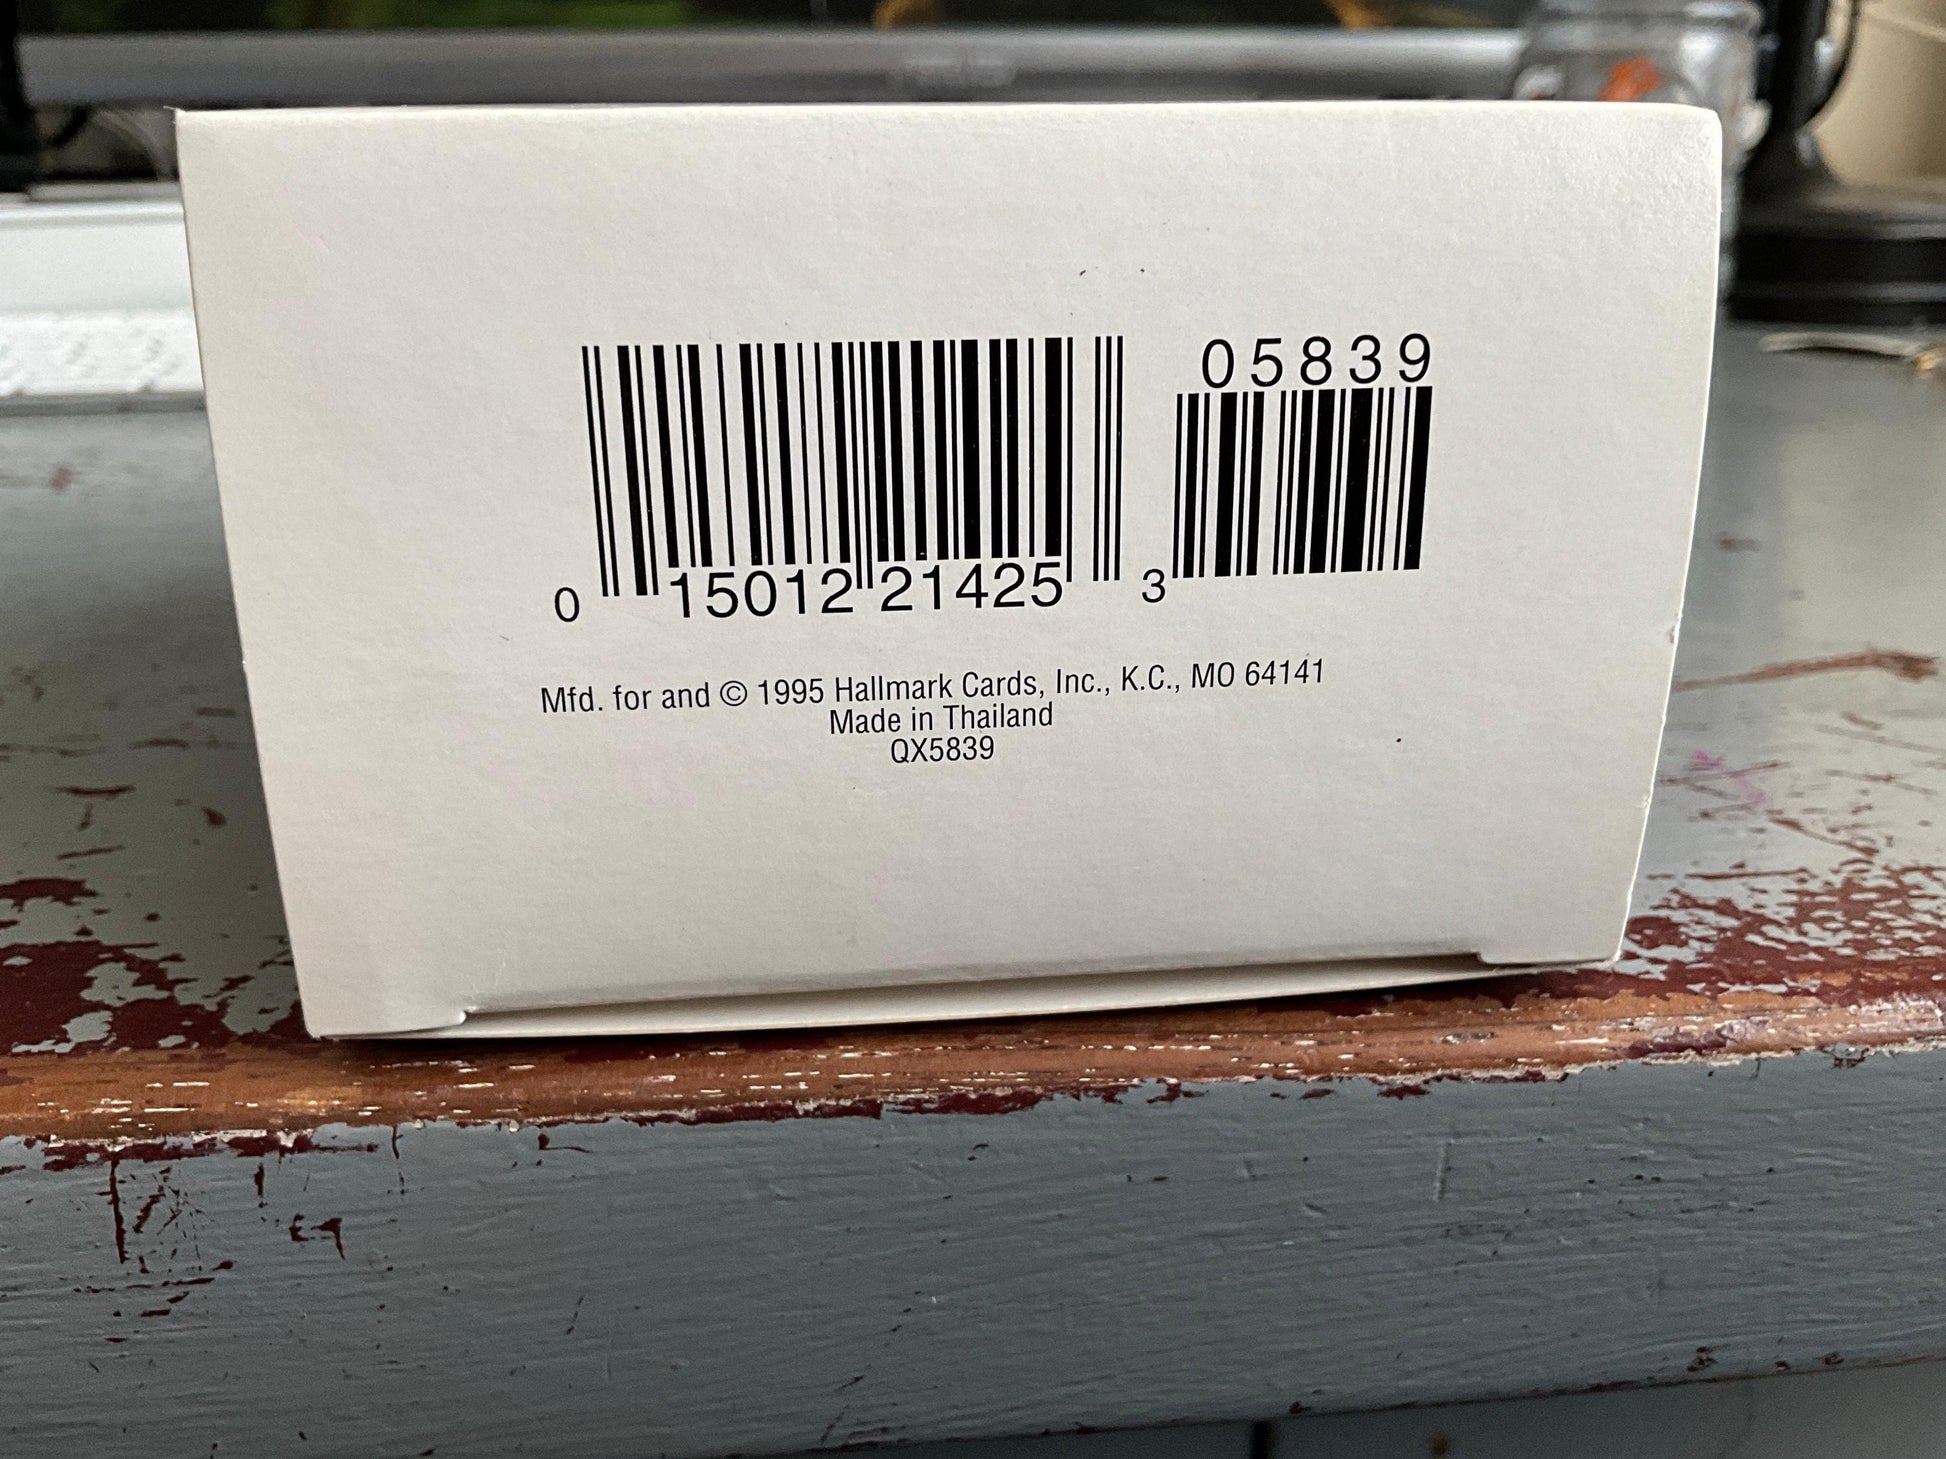 05839
0 15012 21425 3
Mfd. for and © 1995 Hallmark Cards, Inc., K.C., MO 64141
Made in Thailand
QX5839